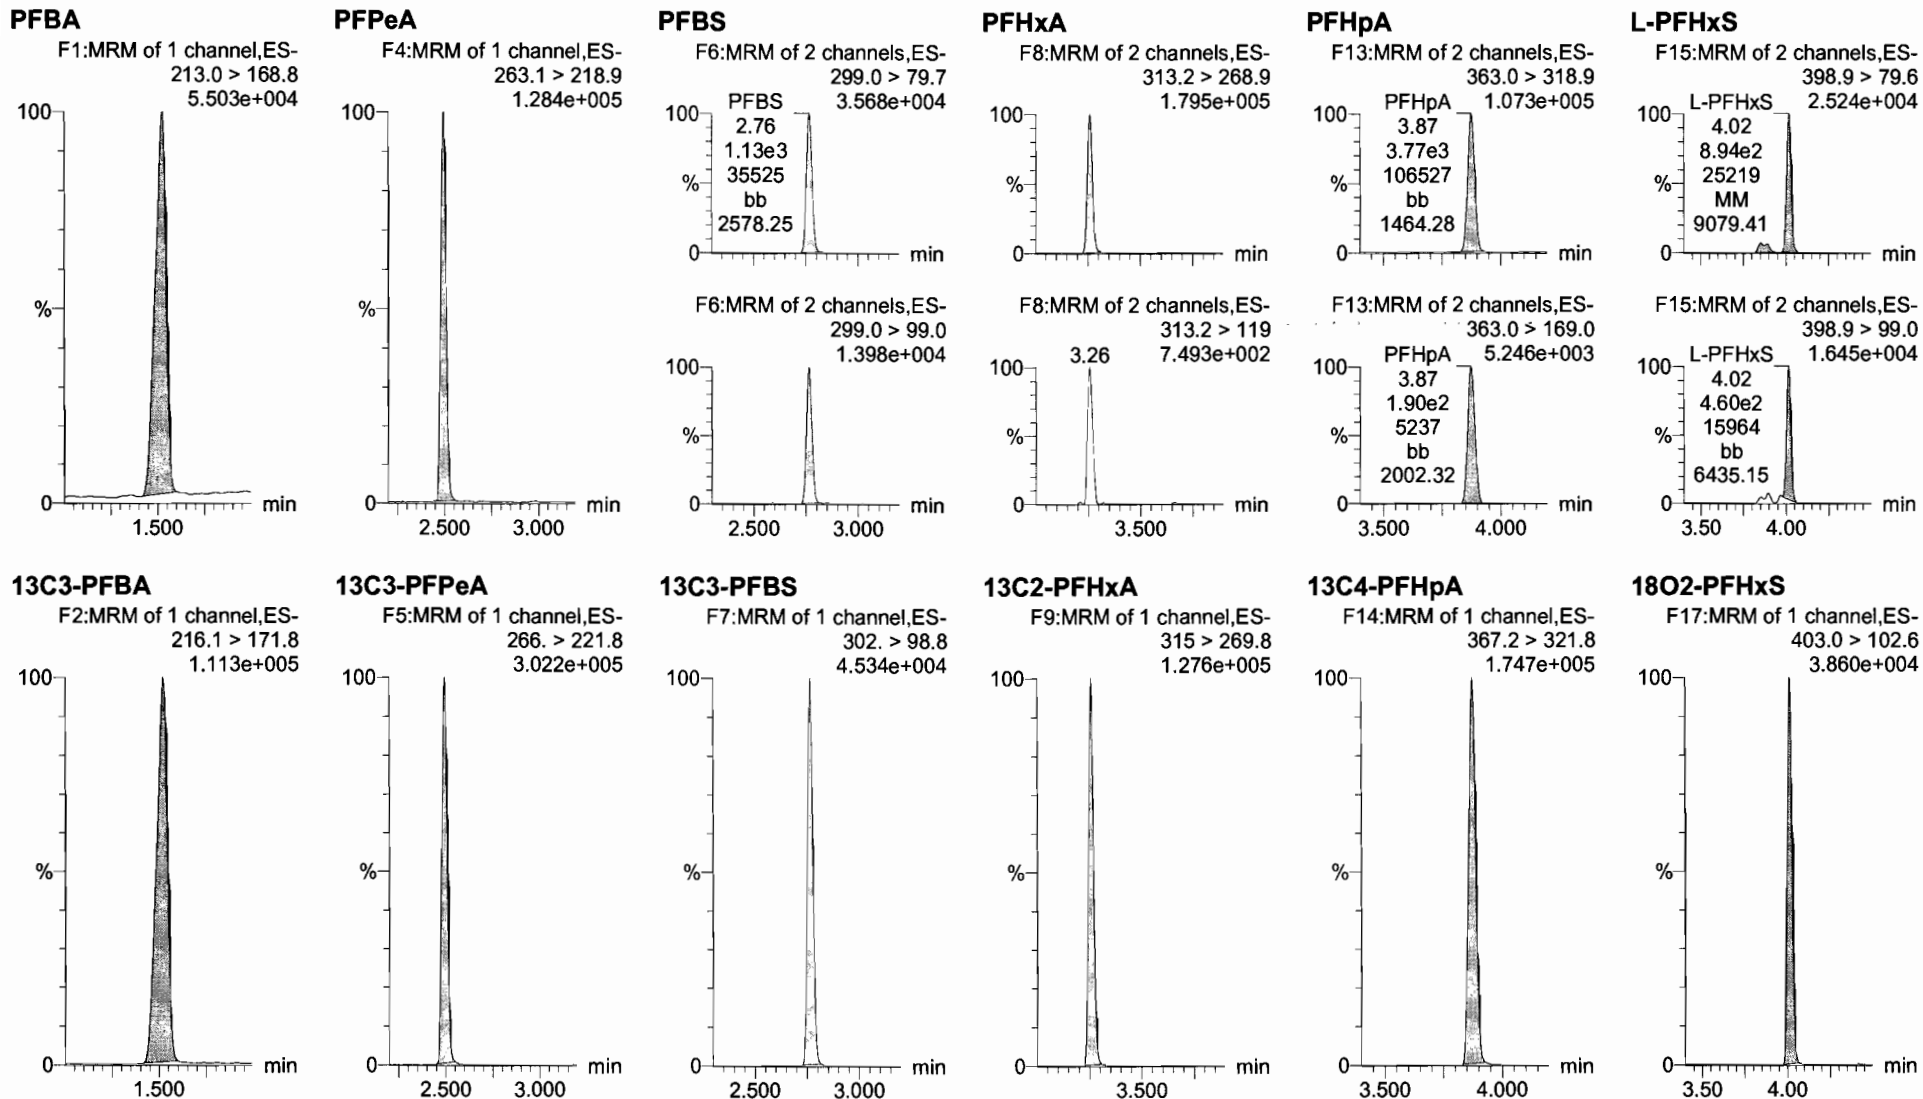 PFBA
F1:MRM of 1 channel,ES-
213.0 > 168.8
5.503e+004
100
%
0
min
1.500
PFPeA
F4:MRM of 1 channel,ES-
263.1 > 218.9
1.284e+005
100
%
0
min
2.500 3.000
PFBS
F6:MRM of 2 channels,ES-
299.0 > 79.7
3.568e+004
PFBS
2.76
1.13e3
35525
bb
2578.25
100
%
0
min
F6:MRM of 2 channels,ES-
299.0 > 99.0
1.398e+004
100
%
0
min
2.500 3.000
PFHxA
F8:MRM of 2 channels,ES-
313.2 > 268.9
1.795e+005
100
%
0
min
F8:MRM of 2 channels,ES-
313.2 > 119
7.493e+002
3.26
100
%
0
min
3.500
PFHpA
F13:MRM of 2 channels,ES-
363.0 > 318.9
1.073e+005
PFHpA
3.87
3.77e3
106527
bb
1464.28
100
%
0
min
F13:MRM of 2 channels,ES-
363.0 > 169.0
5.246e+003
PFHpA
3.87
1.90e2
5237
bb
2002.32
100
%
0
min
3.500 4.000
L-PFHxS
F15:MRM of 2 channels,ES-
398.9 > 79.6
2.524e+004
L-PFHxS
4.02
8.94e2
25219
MM
9079.41
100
%
0
min
F15:MRM of 2 channels,ES-
398.9 > 99.0
1.645e+004
L-PFHxS
4.02
4.60e2
15964
bb
6435.15
100
%
0
min
3.50 4.00
13C3-PFBA
F2:MRM of 1 channel,ES-
216.1 > 171.8
1.113e+005
100
%
0
min
1.500
13C3-PFPeA
F5:MRM of 1 channel,ES-
266. > 221.8
3.022e+005
100
%
0
min
2.500 3.000
13C3-PFBS
F7:MRM of 1 channel,ES-
302. > 98.8
4.534e+004
100
%
0
min
2.500 3.000
13C2-PFHxA
F9:MRM of 1 channel,ES-
315 > 269.8
1.276e+005
100
%
0
min
3.500
13C4-PFHpA
F14:MRM of 1 channel,ES-
367.2 > 321.8
1.747e+005
100
%
0
min
3.500 4.000
18O2-PFHxS
F17:MRM of 1 channel,ES-
403.0 > 102.6
3.860e+004
100
%
0
min
3.50 4.00